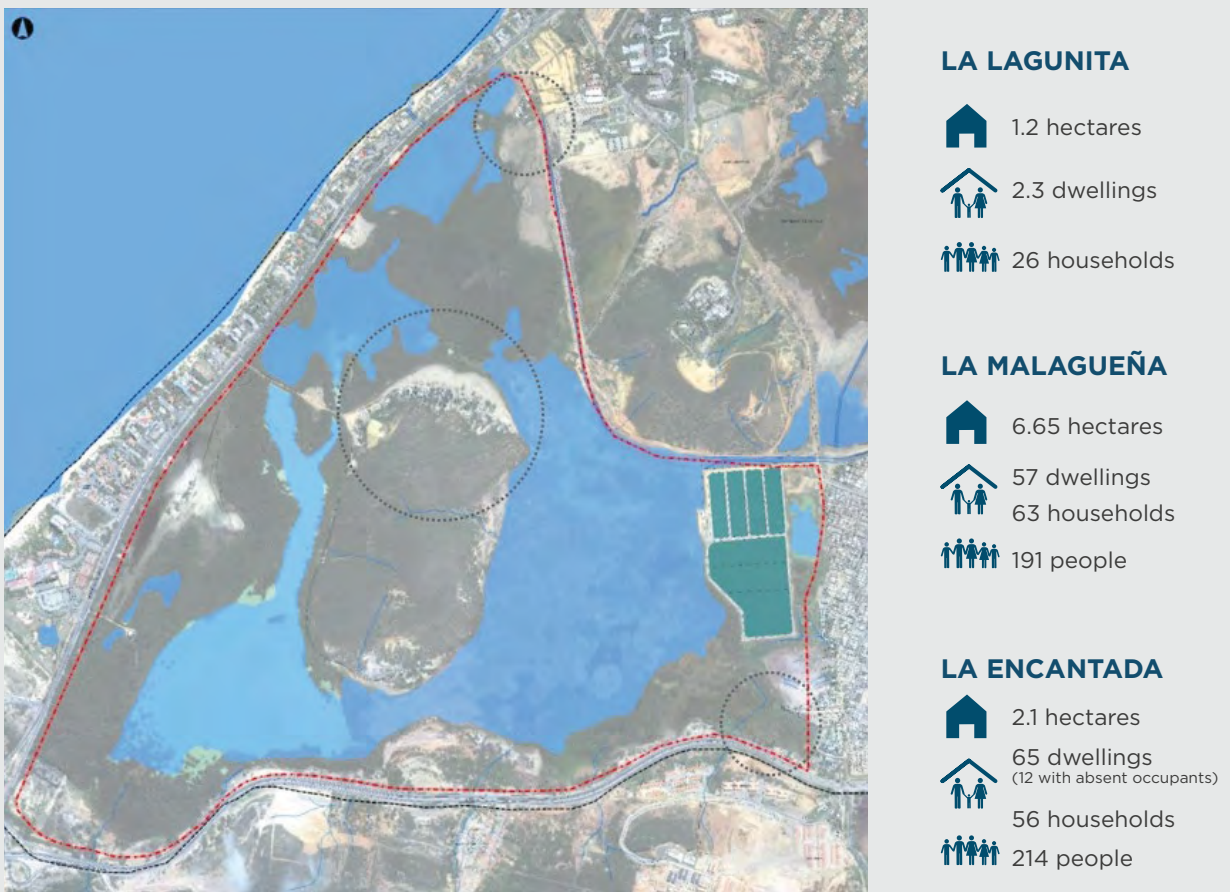 LA LAGUNITA
1.2 hectares
2.3 dwellings
26 households
LA MALAGUEÑA
6.65 hectares
57 dwellings
63 households
191 people
LA ENCANTADA
2.1 hectares
65 dwellings
(12 with absent occupants)
56 households
214 people